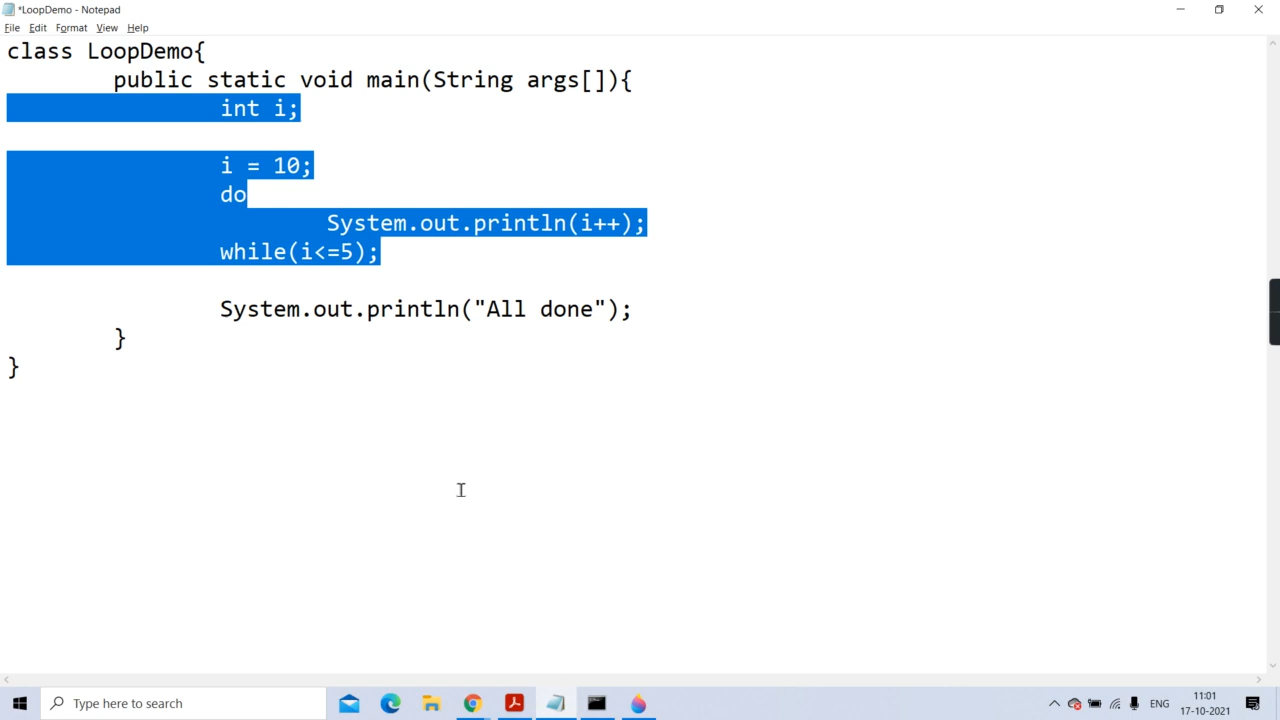 *LoopDemo - Notepad
File Edit Format View Help
class LoopDemo{
public static void main(String args[]){
int i;
i = 10;
do
System.out.println(i++);
while(i<=5);
System.out.println("All done");
}
}
Type here to search
ENG
11:01
17-10-2021